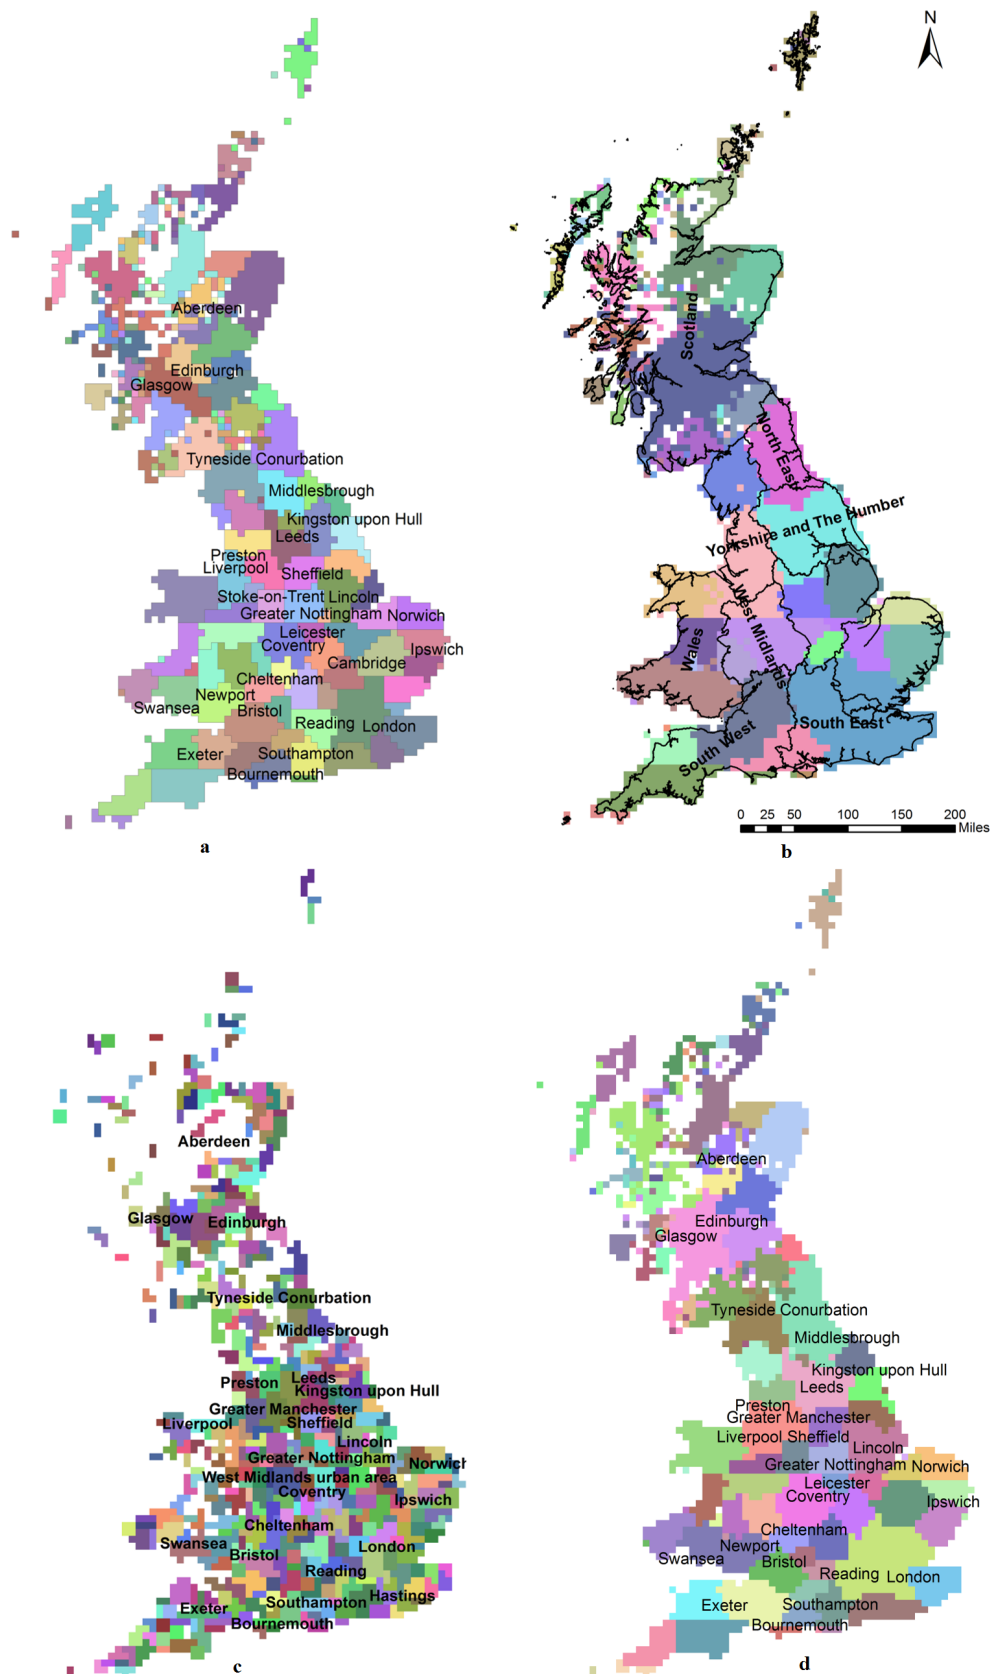 N
Aberdeen
Edinburgh
Glasgow
Tyneside Conurbation
Middlesbrough
Kingston upon Hull
Leeds
Preston
Liverpool
Sheffield
Stoke-on-Trent Lincoln
Greater Nottingham Norwich
Leicester
Coventry
Ipswich
Cambridge
Cheltenham
Newport
Swansea
Bristol
Reading London
Exeter
Southampton
Bournemouth
a
Scotland
North East
Yorkshire and The Humber
West Midlands
Wales
South East
South West
0 25 50 100 150 200
Miles
b
Aberdeen
Glasgow
Edinburgh
Tyneside Conurbation
Middlesbrough
Preston
Leeds
Kingston upon Hull
Greater Manchester
Liverpool
Sheffield
Lincoln
Greater Nottingham
Norwich
West Midlands urban area
Coventry
Ipswich
Cheltenham
Swansea
Bristol
London
Reading
Hastings
Southampton
Exeter
Bournemouth
c
Aberdeen
Edinburgh
Glasgow
Tyneside Conurbation
Middlesbrough
Kingston upon Hull
Leeds
Preston
Greater Manchester
Liverpool Sheffield
Lincoln
Greater Nottingham Norwich
Leicester
Coventry
Ipswich
Cheltenham
Newport
Swansea
Bristol
Reading London
Exeter
Southampton
Bournemouth
d